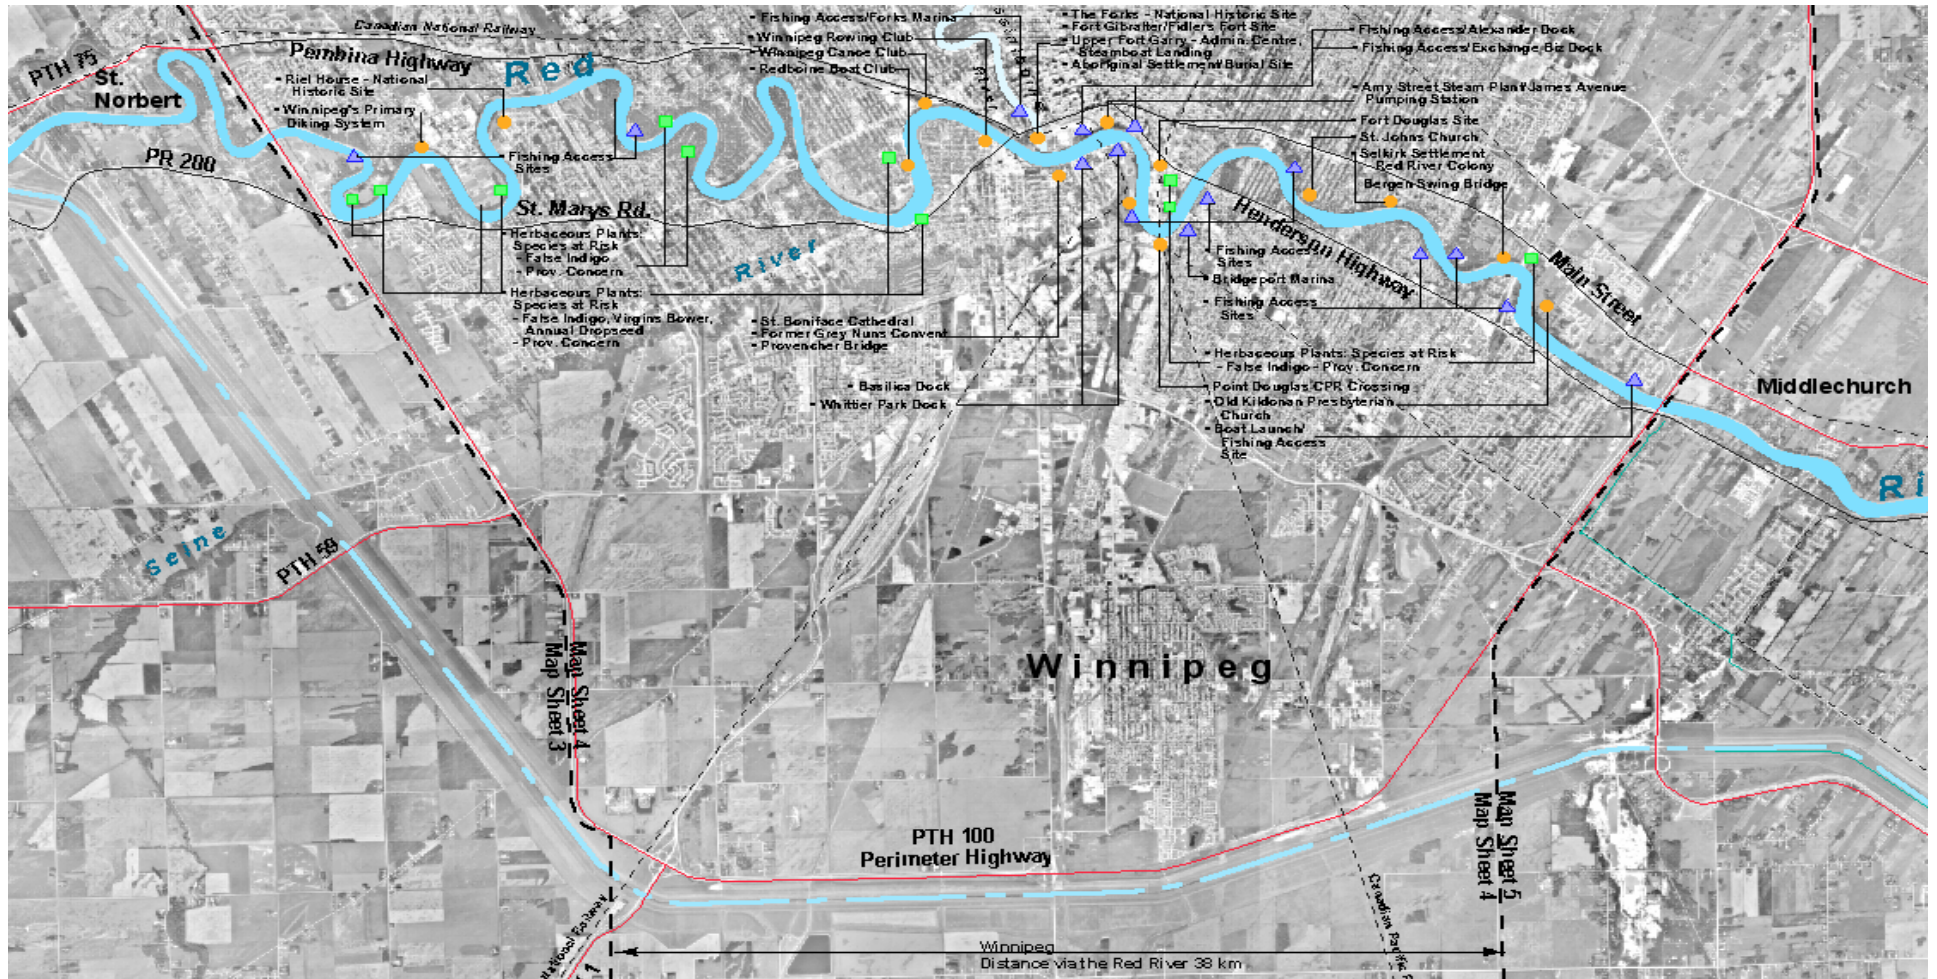 Canadian National Railway
Pembina Highway
PTH 75
St.
Norbert
Red
- Riel House - National
Historic Site
- Winnipeg's Primary
Diking System
PR 200
- Fishing Access
Sites
St. Marys Rd.
- Herbaceous Plants:
Species at Risk
- False Indigo
- Prov. Concern
- Herbaceous Plants:
Species at Risk
- False Indigo, Virgins Bower,
Annual Dropseed
- Prov. Concern
River
- Fishing Access/Forks Marina
- Winnipeg Rowing Club
- Winnipeg Canoe Club
- Redboine Boat Club
River
- The Forks - National Historic Site
- Fort Gibralter/Fidlers Fort Site
- Upper Fort Garry - Admin. Centre,
Steamboat Landing
- Aboriginal Settlement/Burial Site
- Fishing Access/Alexander Dock
- Fishing Access/Exchange Biz Dock
- Amy Street Steam Plant/James Avenue
Pumping Station
- Fort Douglas Site
- St. Johns Church
- Selkirk Settlement
Red River Colony
Bergen Swing Bridge
Henderson Highway
Main Street
- Fishing Access
Sites
- Bridgeport Marina
- Fishing Access
Sites
- St. Boniface Cathedral
- Former Grey Nuns Convent
- Provencher Bridge
- Basilica Dock
- Whittier Park Dock
- Herbaceous Plants: Species at Risk
- False Indigo - Prov. Concern
- Point Douglas CPR Crossing
- Old Kildonan Presbyterian
Church
- Boat Launch/
Fishing Access
Site
Middlechurch
Ri
Seine
PTH 59
Map Sheet 4
Map Sheet 3
Winnipeg
PTH 100
Perimeter Highway
Map Sheet 5
Map Sheet 4
Canadian Pacific R
national Railway
Winnipeg
Distance via the Red River 38 km